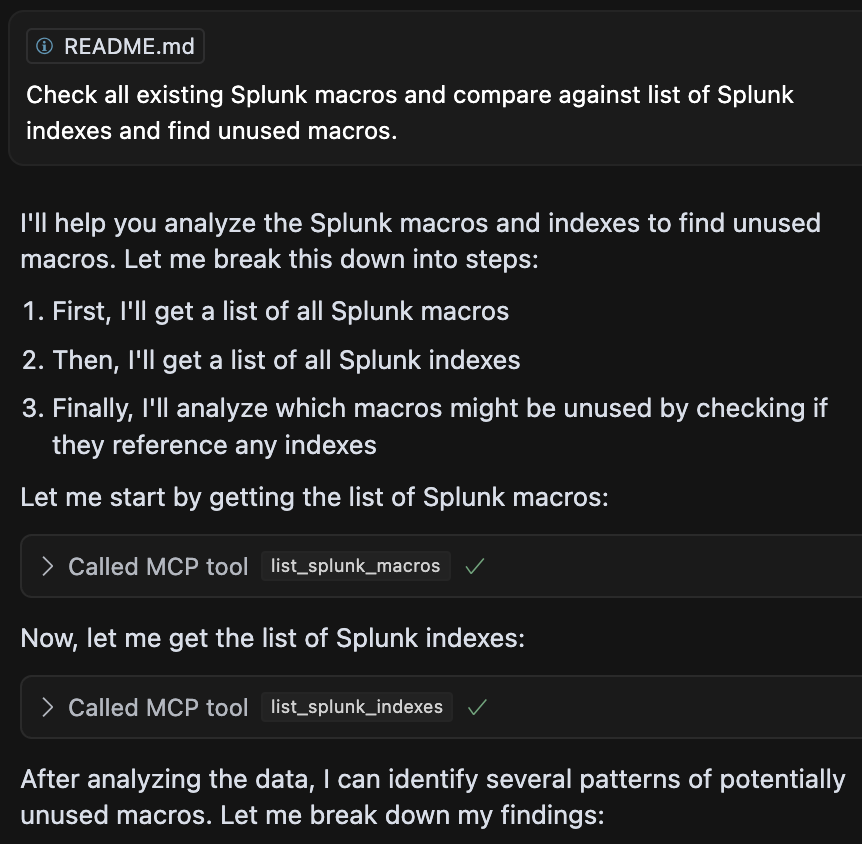 README.md
Check all existing Splunk macros and compare against list of Splunk
indexes and find unused macros.
I'll help you analyze the Splunk macros and indexes to find unused
macros. Let me break this down into steps:
1. First, I'll get a list of all Splunk macros
2. Then, I'll get a list of all Splunk indexes
3. Finally, I'll analyze which macros might be unused by checking if
they reference any indexes
Let me start by getting the list of Splunk macros:
Called MCP tool list_splunk_macros
Now, let me get the list of Splunk indexes:
Called MCP tool list_splunk_indexes
After analyzing the data, I can identify several patterns of potentially
unused macros. Let me break down my findings: